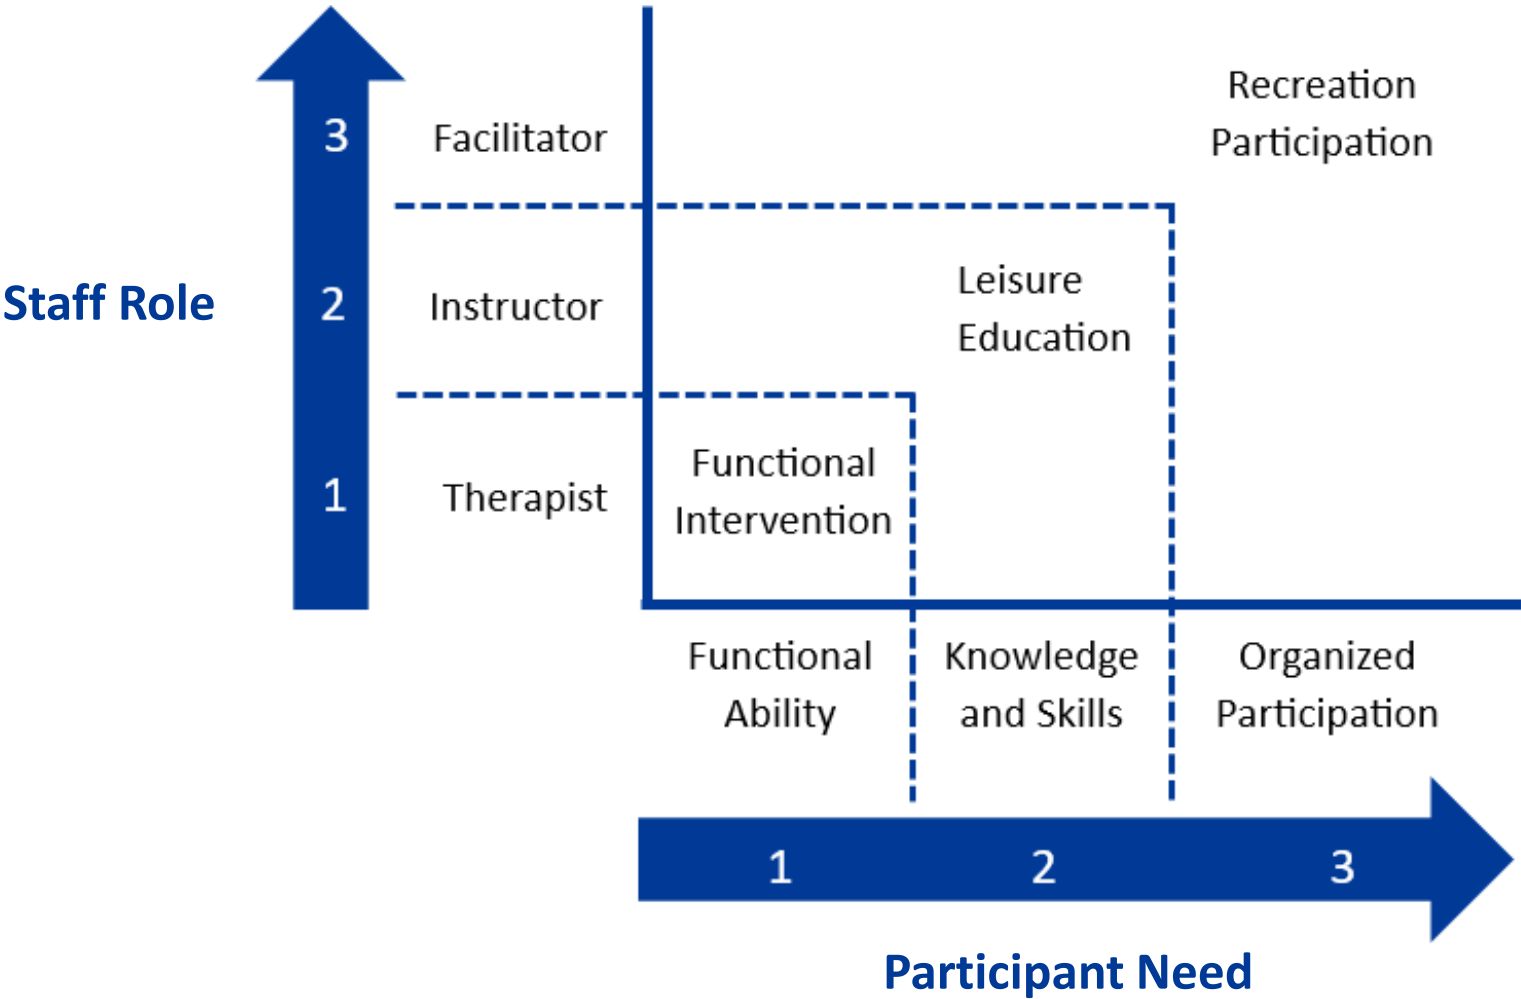 Recreation
Participation
3
Facilitator
Staff Role
2
Instructor
Leisure
Education
1
Therapist
Functional
Intervention
Functional
Ability
Knowledge
and Skills
Organized
Participation
1
2
3
Participant Need